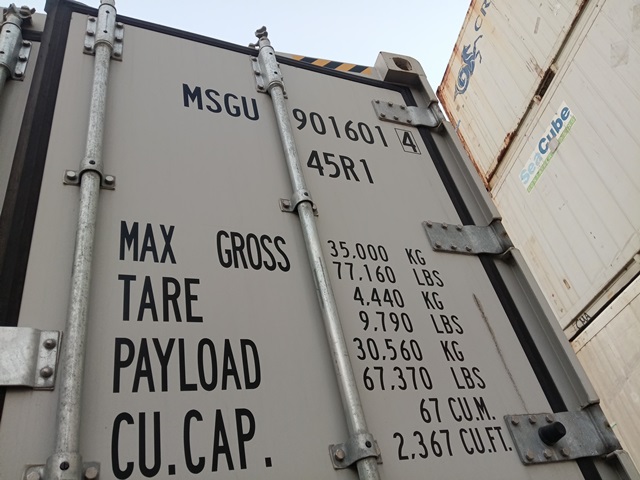 MSGU 901601 4
45R1
MAX GROSS 35,000 KG
77,160 LBS
TARE 4,440 KG
9,790 LBS
PAYLOAD 30,560 KG
67,370 LBS
CU.CAP. 67 CU.M.
2,367 CU.FT.
SeaCube
CR